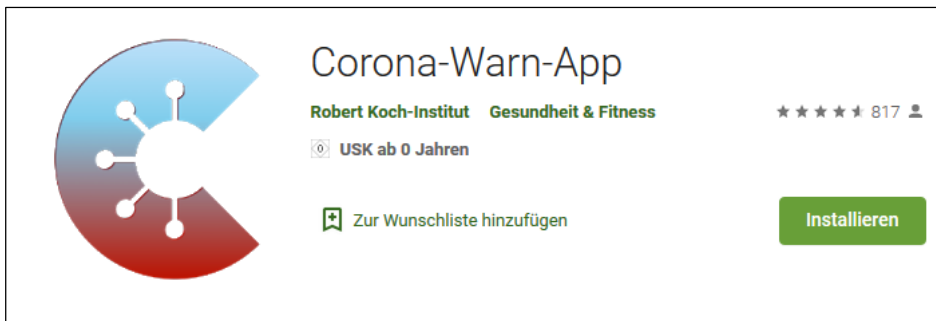 Corona-Warn-App
Robert Koch-Institut Gesundheit & Fitness 817
0 USK ab 0 Jahren
Zur Wunschliste hinzufügen Installieren